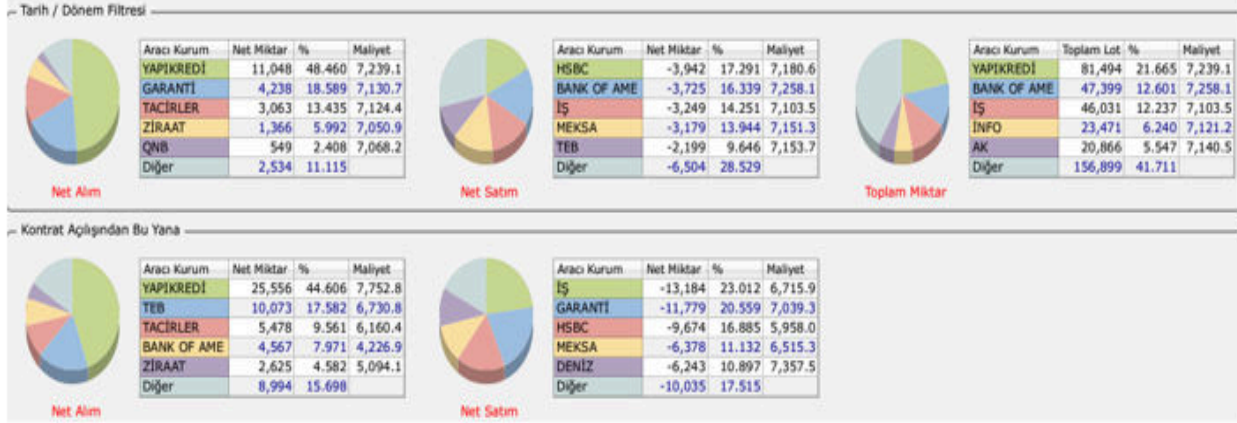 Tarih / Dönem Filtresi
Aracı Kurum Net Miktar % Maliyet
YAPIKREDİ 11,048 48.460 7,239.1
GARANTİ 4,238 18.589 7,130.7
TACİRLER 3,063 13.435 7,124.4
ZİRAAT 1,366 5.992 7,050.9
QNB 549 2.408 7,068.2
Diğer 2,534 11.115
Net Alım
Aracı Kurum Net Miktar % Maliyet
HSBC -3,942 17.291 7,180.6
BANK OF AME -3,725 16.339 7,258.1
İŞ -3,249 14.251 7,103.5
MEKSA -3,179 13.944 7,151.3
TEB -2,199 9.646 7,153.7
Diğer -6,504 28.529
Net Satım
Aracı Kurum Toplam Lot % Maliyet
YAPIKREDİ 81,494 21.665 7,239.1
BANK OF AME 47,399 12.601 7,258.1
İŞ 46,031 12.237 7,103.5
İNFO 23,471 6.240 7,121.2
AK 20,866 5.547 7,140.5
Diğer 156,899 41.711
Toplam Miktar
Kontrat Açılışından Bu Yana
Aracı Kurum Net Miktar % Maliyet
YAPIKREDİ 25,556 44.606 7,752.8
TEB 10,073 17.582 6,730.8
TACİRLER 5,478 9.561 6,160.4
BANK OF AME 4,567 7.971 4,226.9
ZİRAAT 2,625 4.582 5,094.1
Diğer 8,994 15.698
Net Alım
Aracı Kurum Net Miktar % Maliyet
İŞ -13,184 23.012 6,715.9
GARANTİ -11,779 20.559 7,039.3
HSBC -9,674 16.885 5,958.0
MEKSA -6,378 11.132 6,515.3
DENİZ -6,243 10.897 7,357.5
Diğer -10,035 17.515
Net Satım